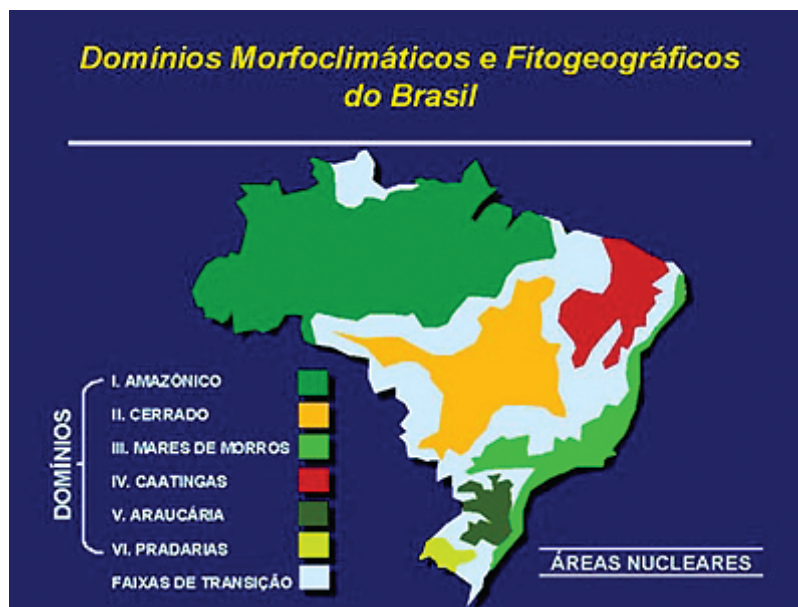 Domínios Morfoclimáticos e Fitogeográficos
do Brasil
DOMÍNIOS
I. AMAZÔNICO
II. CERRADO
III. MARES DE MORROS
IV. CAATINGAS
V. ARAUCÁRIA
VI. PRADARIAS
FAIXAS DE TRANSIÇÃO
ÁREAS NUCLEARES